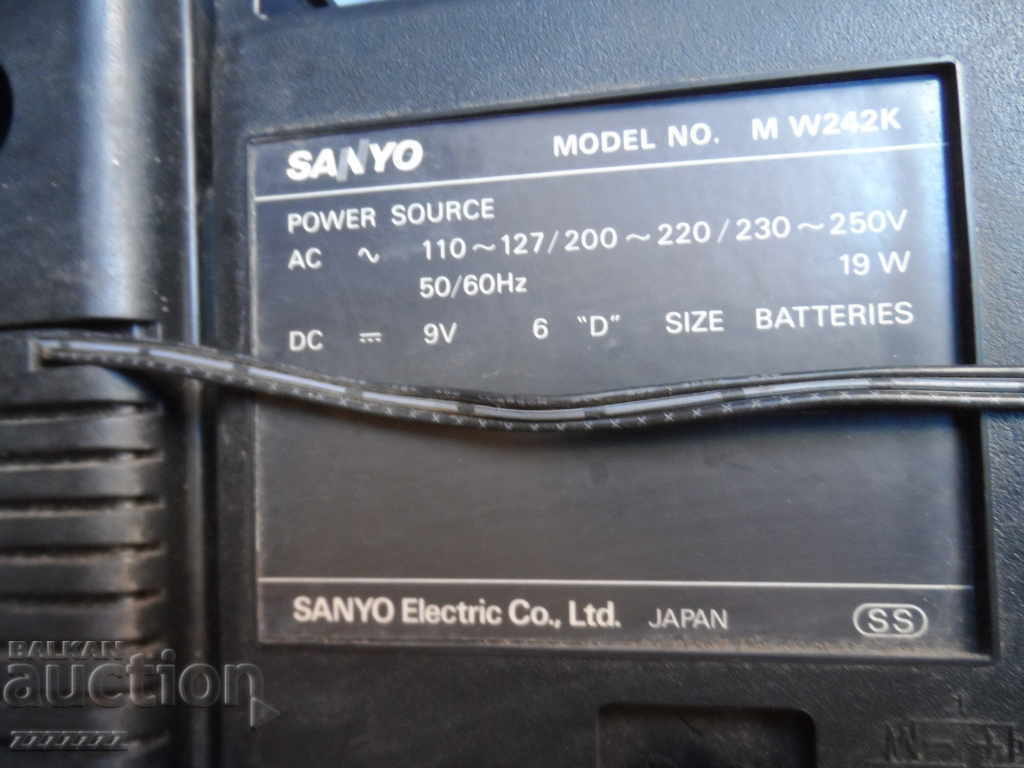 SANYO MODEL NO. M W242K
POWER SOURCE
AC ∿ 110~127/200~220/230~250V
50/60Hz 19 W
DC ⎓ 9V 6 "D" SIZE BATTERIES
SANYO Electric Co., Ltd. JAPAN SS
BALKAN
auction